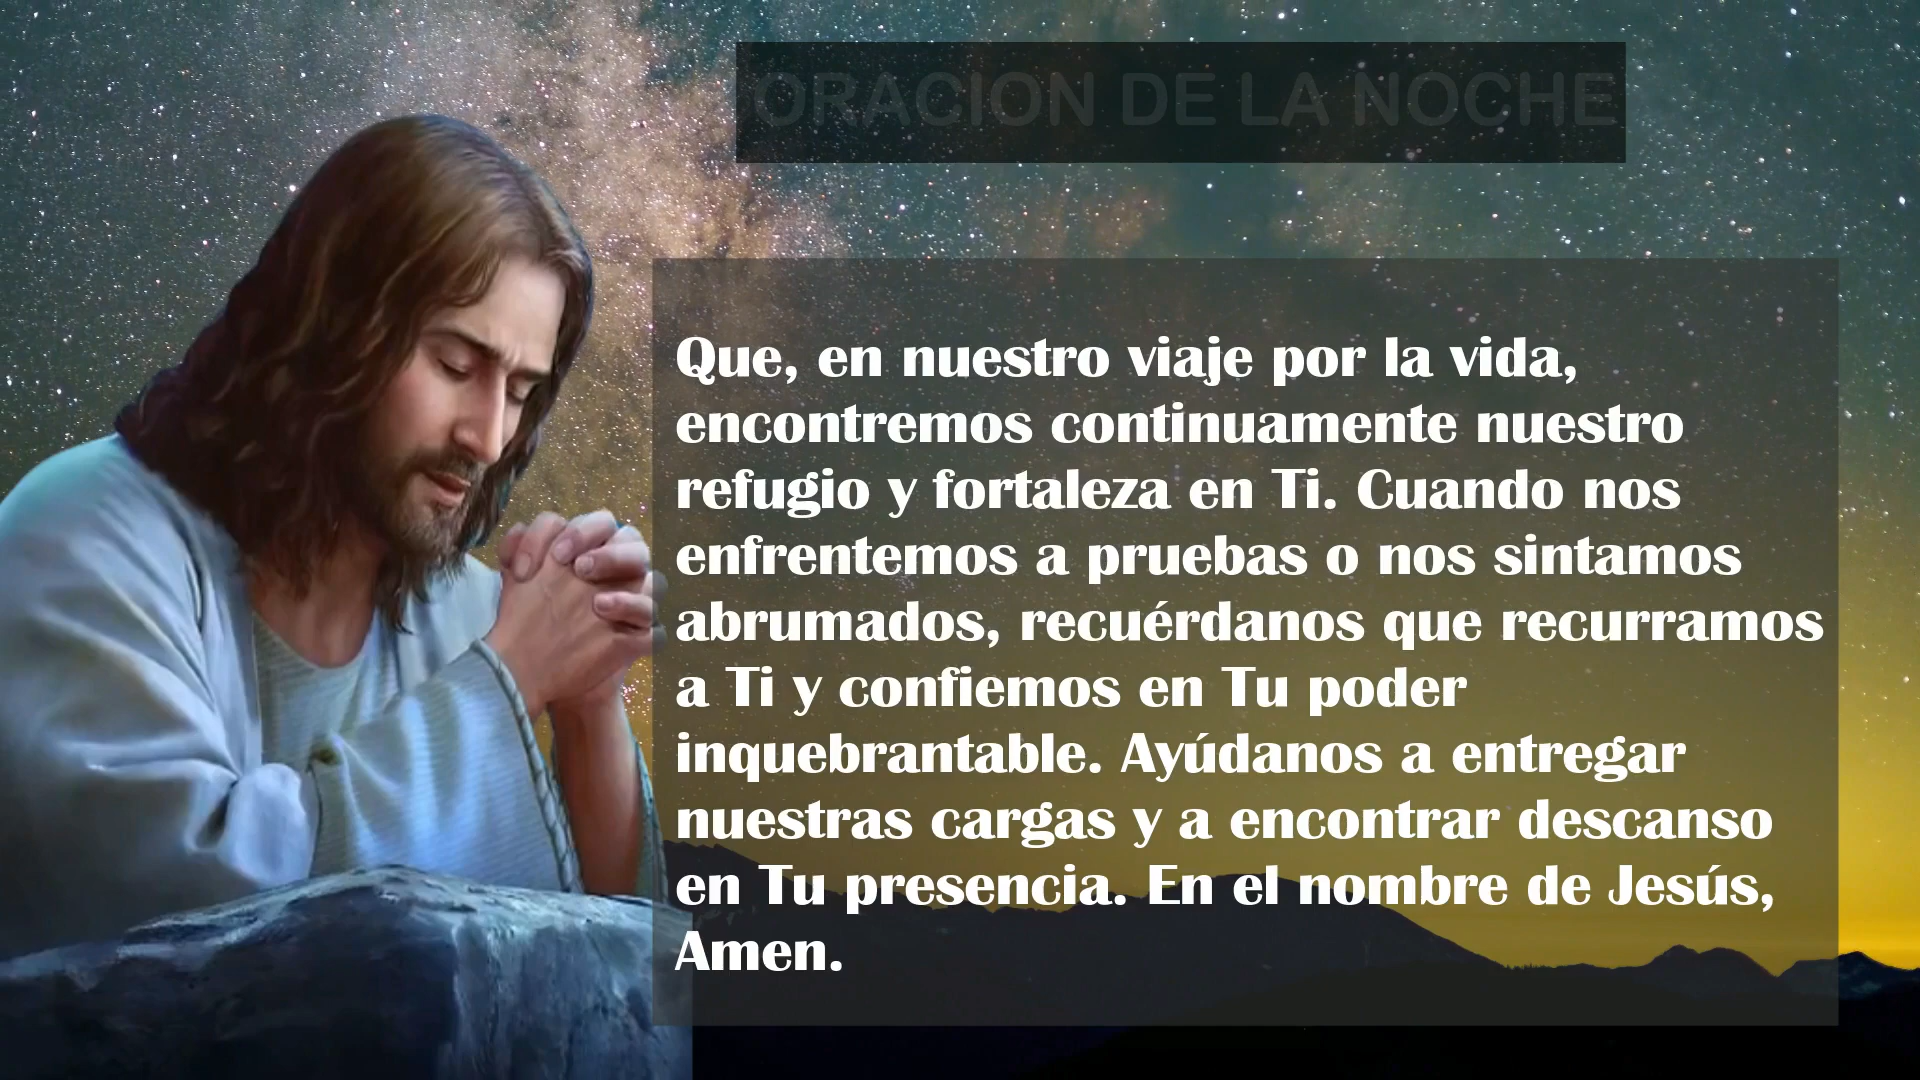 ORACION DE LA NOCHE
Que, en nuestro viaje por la vida,
encontremos continuamente nuestro
refugio y fortaleza en Ti. Cuando nos
enfrentemos a pruebas o nos sintamos
abrumados, recuérdanos que recurramos
a Ti y confiemos en Tu poder
inquebrantable. Ayúdanos a entregar
nuestras cargas y a encontrar descanso
en Tu presencia. En el nombre de Jesús,
Amen.